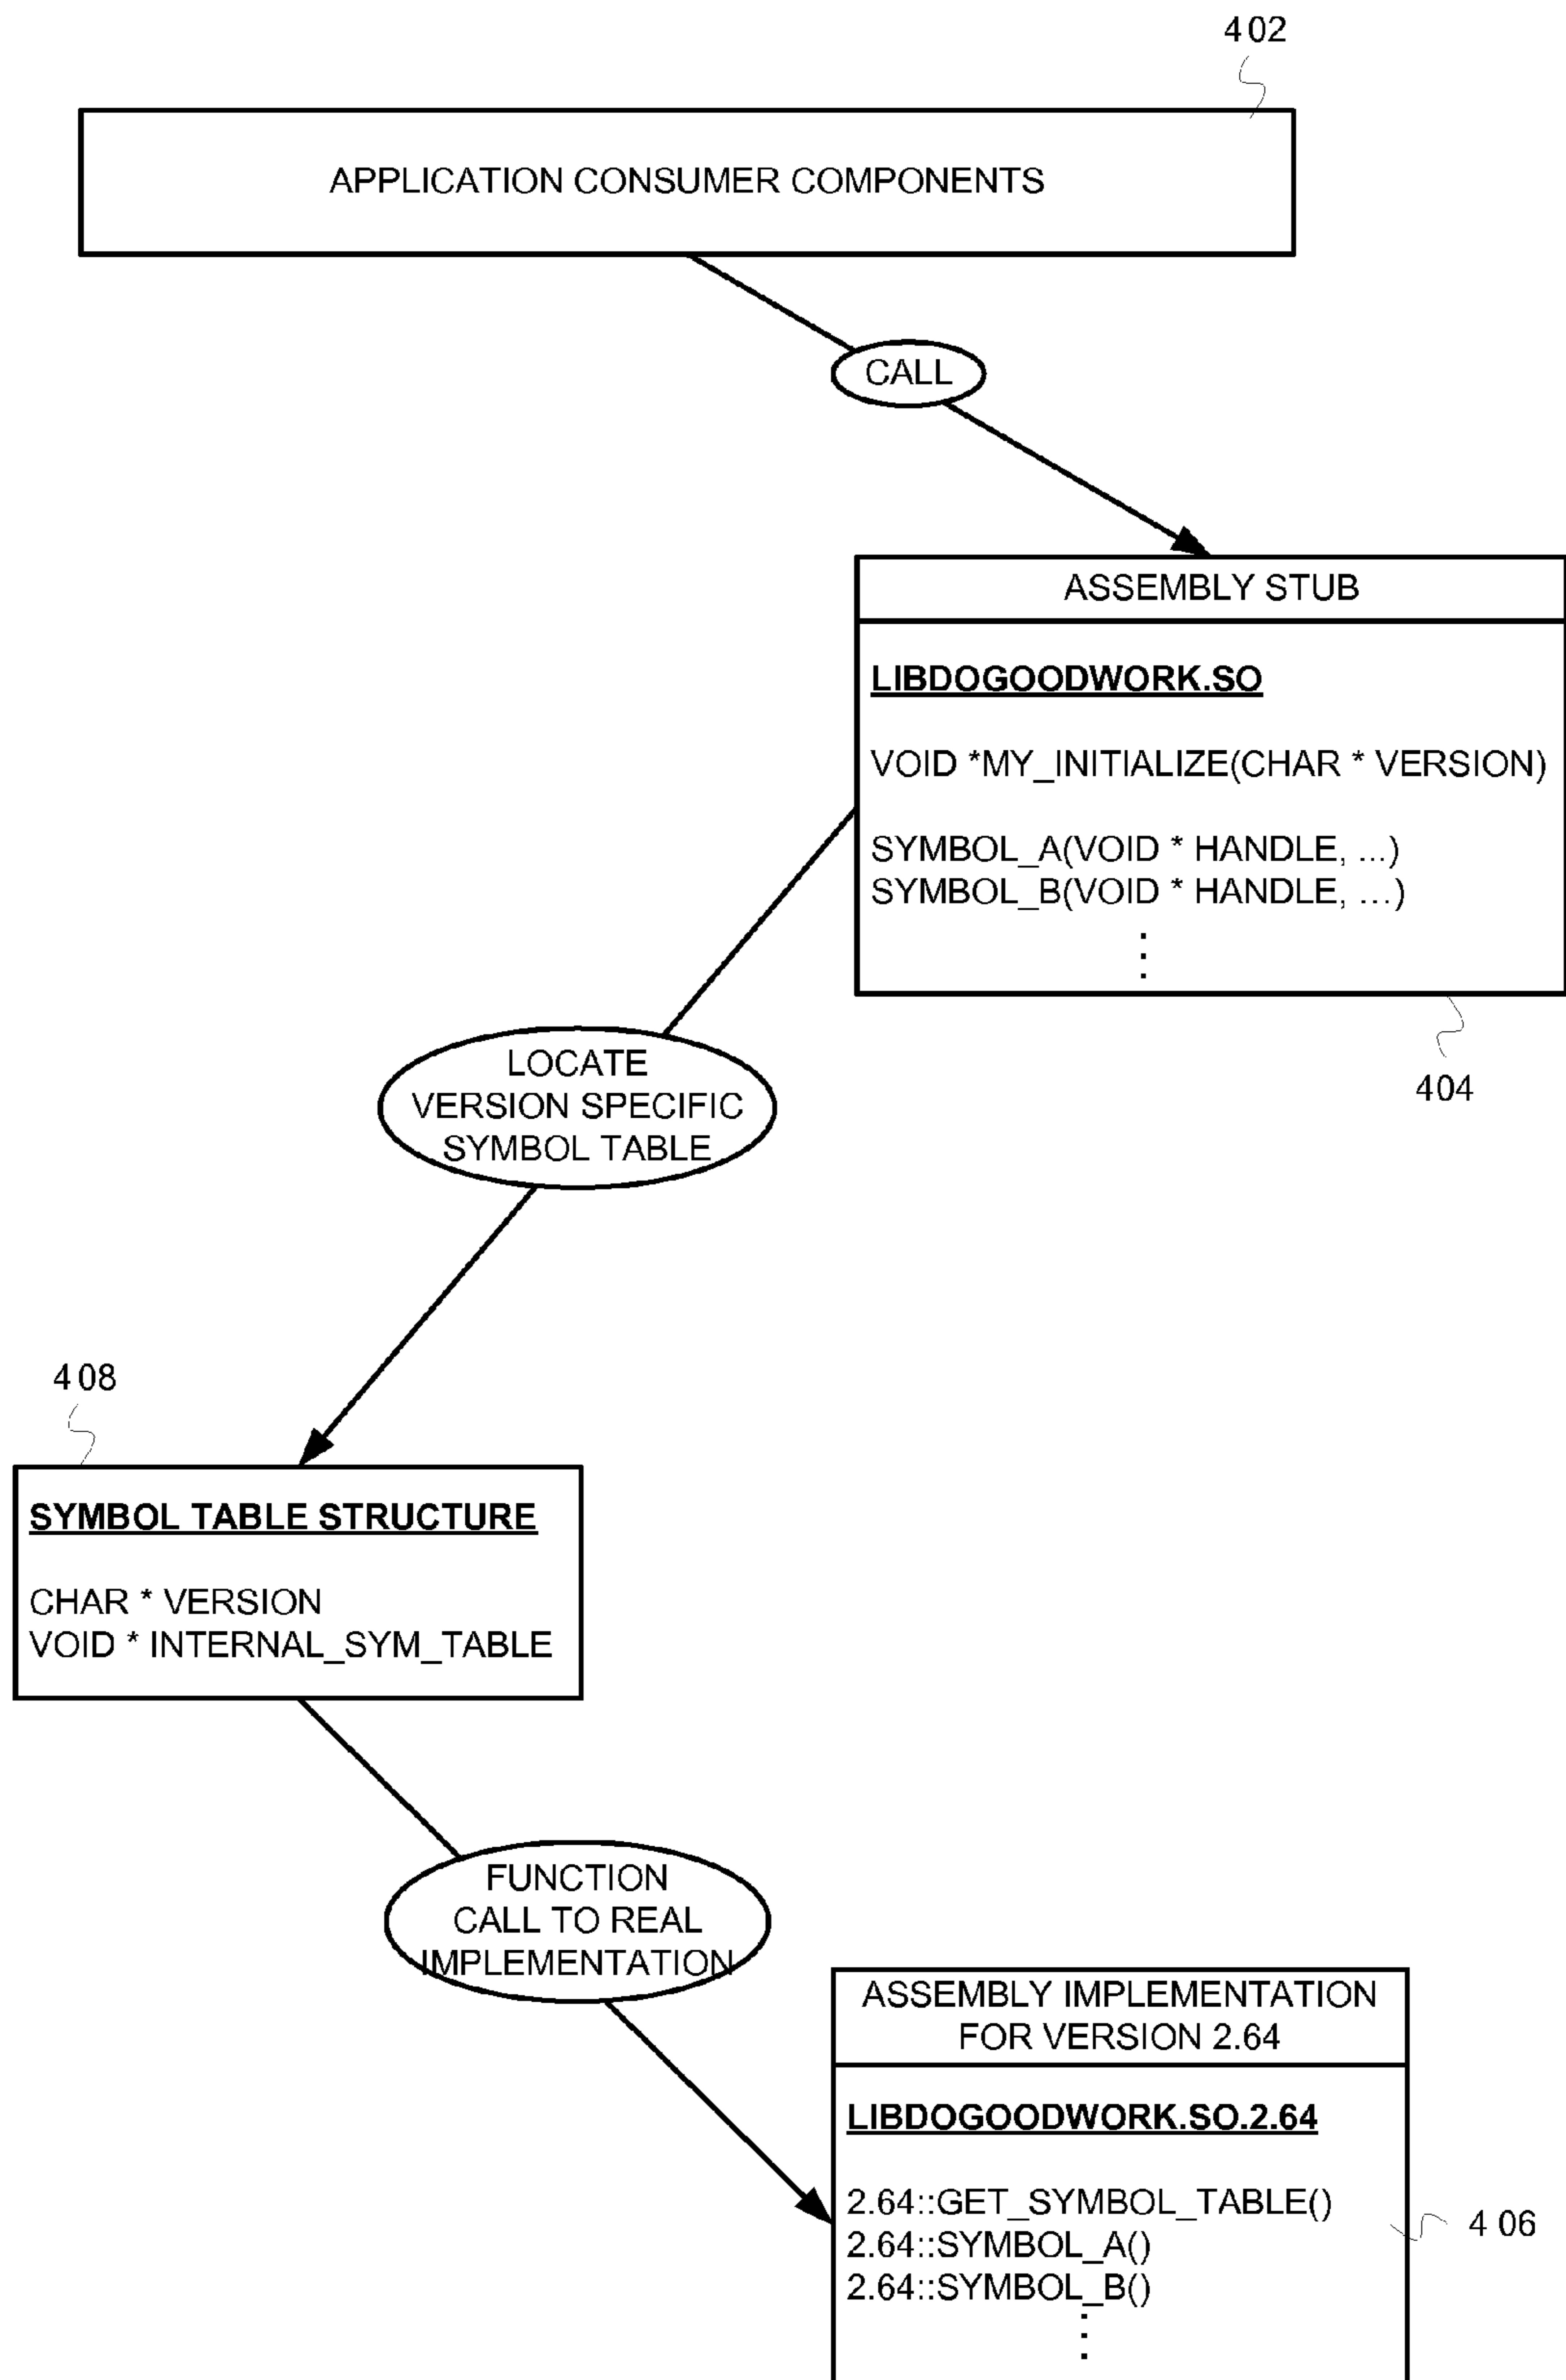 402
APPLICATION CONSUMER COMPONENTS
CALL
ASSEMBLY STUB
LIBDOGOODWORK.SO
VOID *MY_INITIALIZE(CHAR * VERSION)
SYMBOL_A(VOID * HANDLE, ...)
SYMBOL_B(VOID * HANDLE, ...)
404
LOCATE
VERSION SPECIFIC
SYMBOL TABLE
408
SYMBOL TABLE STRUCTURE
CHAR * VERSION
VOID * INTERNAL_SYM_TABLE
FUNCTION
CALL TO REAL
IMPLEMENTATION
ASSEMBLY IMPLEMENTATION
FOR VERSION 2.64
LIBDOGOODWORK.SO.2.64
2.64::GET_SYMBOL_TABLE()
2.64::SYMBOL_A()
2.64::SYMBOL_B()
406